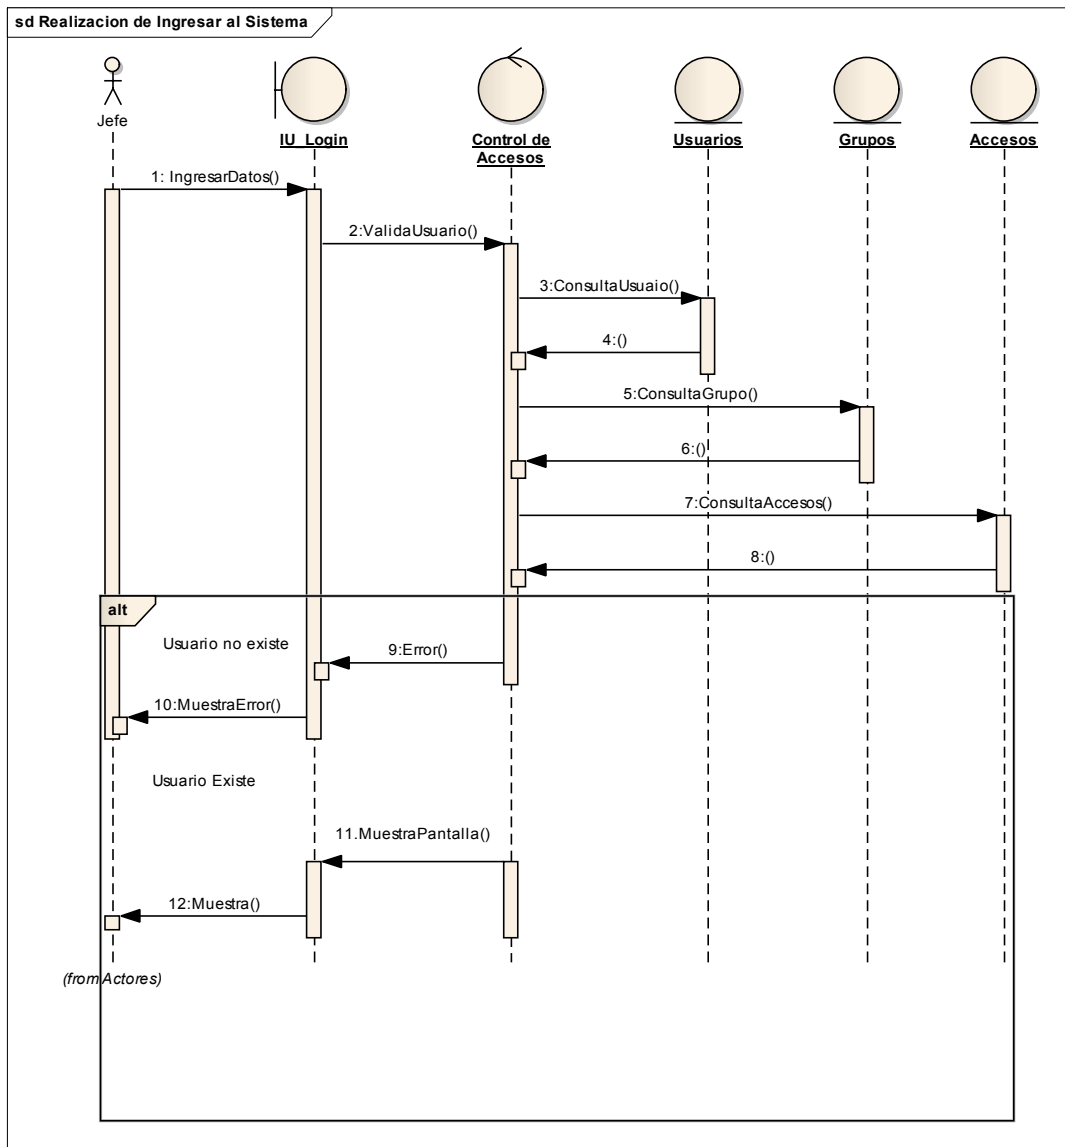 sd Realizacion de Ingresar al Sistema
Jefe
IU_Login
Control de
Accesos
Usuarios
Grupos
Accesos
1: IngresarDatos()
2:ValidaUsuario()
3:ConsultaUsuaio()
4:()
5:ConsultaGrupo()
6:()
7:ConsultaAccesos()
8:()
alt
Usuario no existe
9:Error()
10:MuestraError()
Usuario Existe
11.MuestraPantalla()
12:Muestra()
(from Actores)